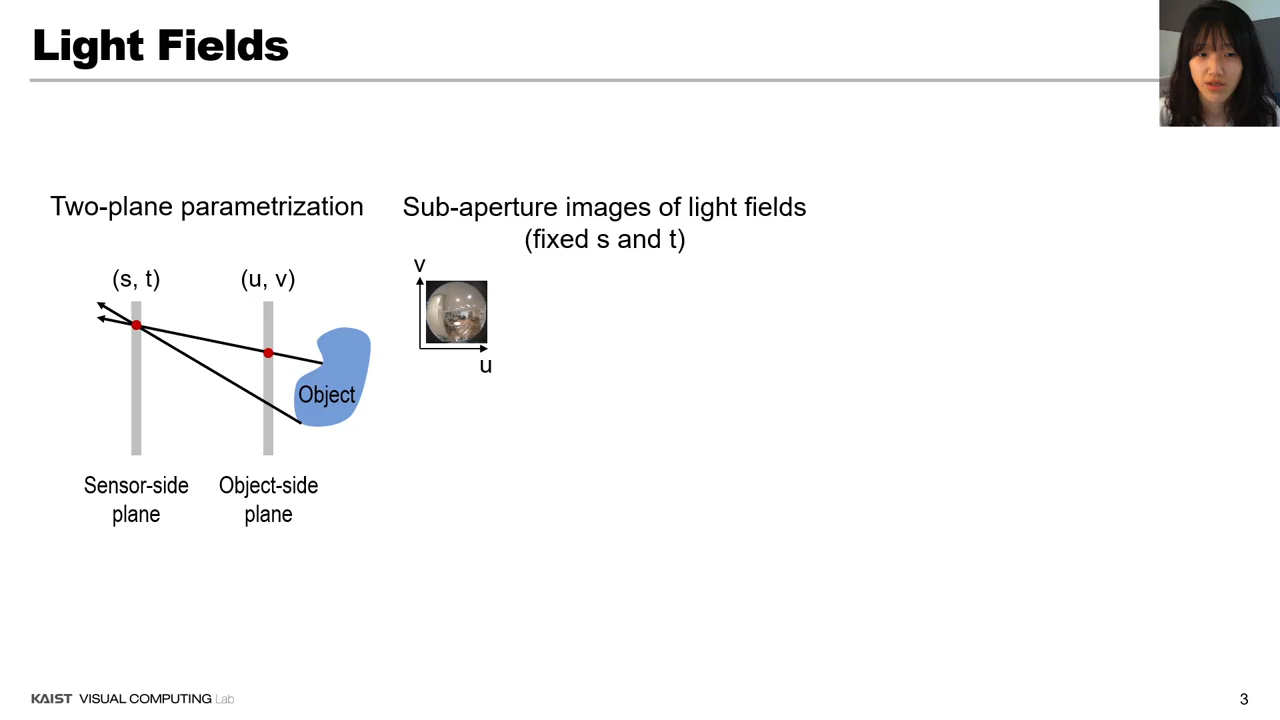 Light Fields
Two-plane parametrization
Sub-aperture images of light fields
(fixed s and t)
(s, t)
(u, v)
v
u
Object
Sensor-side
plane
Object-side
plane
KAIST VISUAL COMPUTING Lab
3